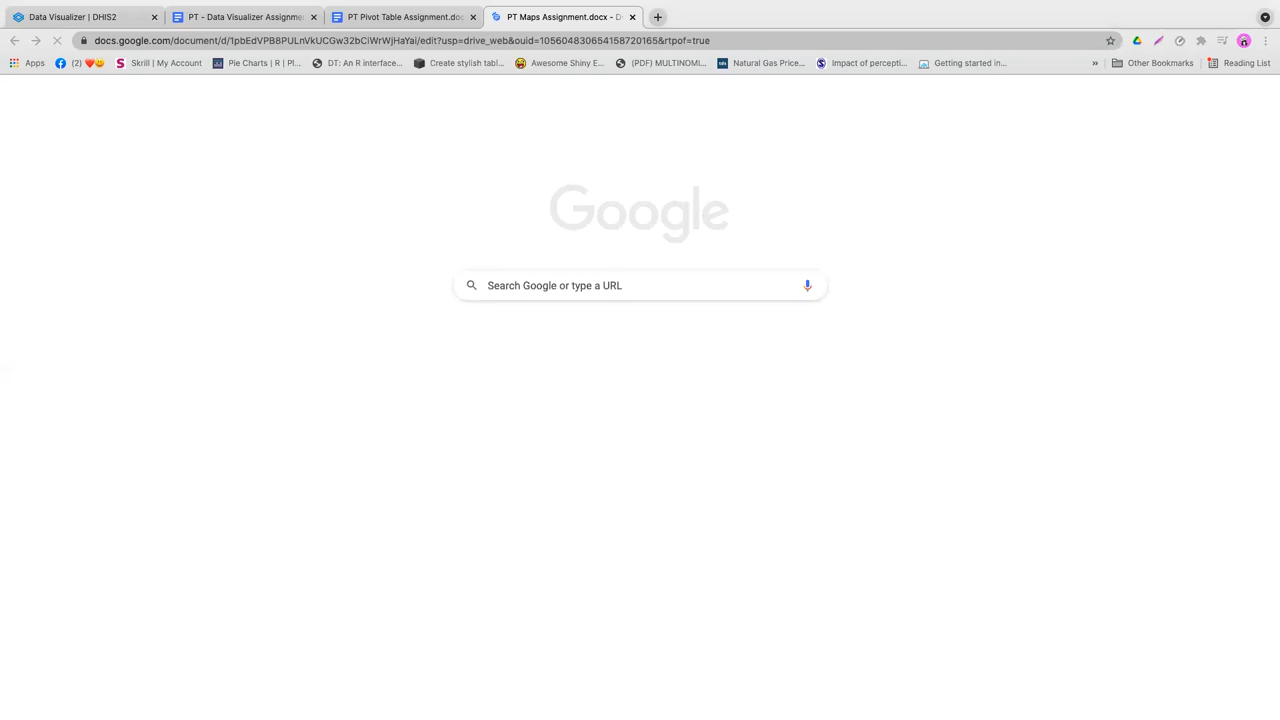 Data Visualizer | DHIS2
PT - Data Visualizer Assignme
PT Pivot Table Assignment.doc
PT Maps Assignment.docx - D
docs.google.com/document/d/1pbEdVPB8PULnVkUCGw32bCiWrWjHaYai/edit?usp=drive_web&ouid=105604830654158720165&rtpof=true
Apps
(2) ❤️😀
Skrill | My Account
Pie Charts | R | Pl...
DT: An R interface...
Create stylish tabl...
Awesome Shiny E...
(PDF) MULTINOMI...
Natural Gas Price...
Impact of percepti...
Getting started in...
»
Other Bookmarks
Reading List
Google
Search Google or type a URL